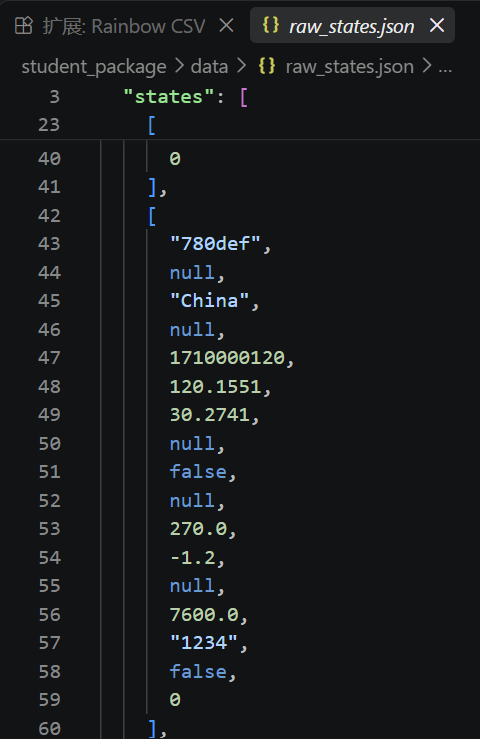 扩展: Rainbow CSV
{} raw_states.json
student_package > data > {} raw_states.json > ...
3 "states": [
23 [
40 0
41 ],
42 [
43 "780def",
44 null,
45 "China",
46 null,
47 1710000120,
48 120.1551,
49 30.2741,
50 null,
51 false,
52 null,
53 270.0,
54 -1.2,
55 null,
56 7600.0,
57 "1234",
58 false,
59 0
60 ],